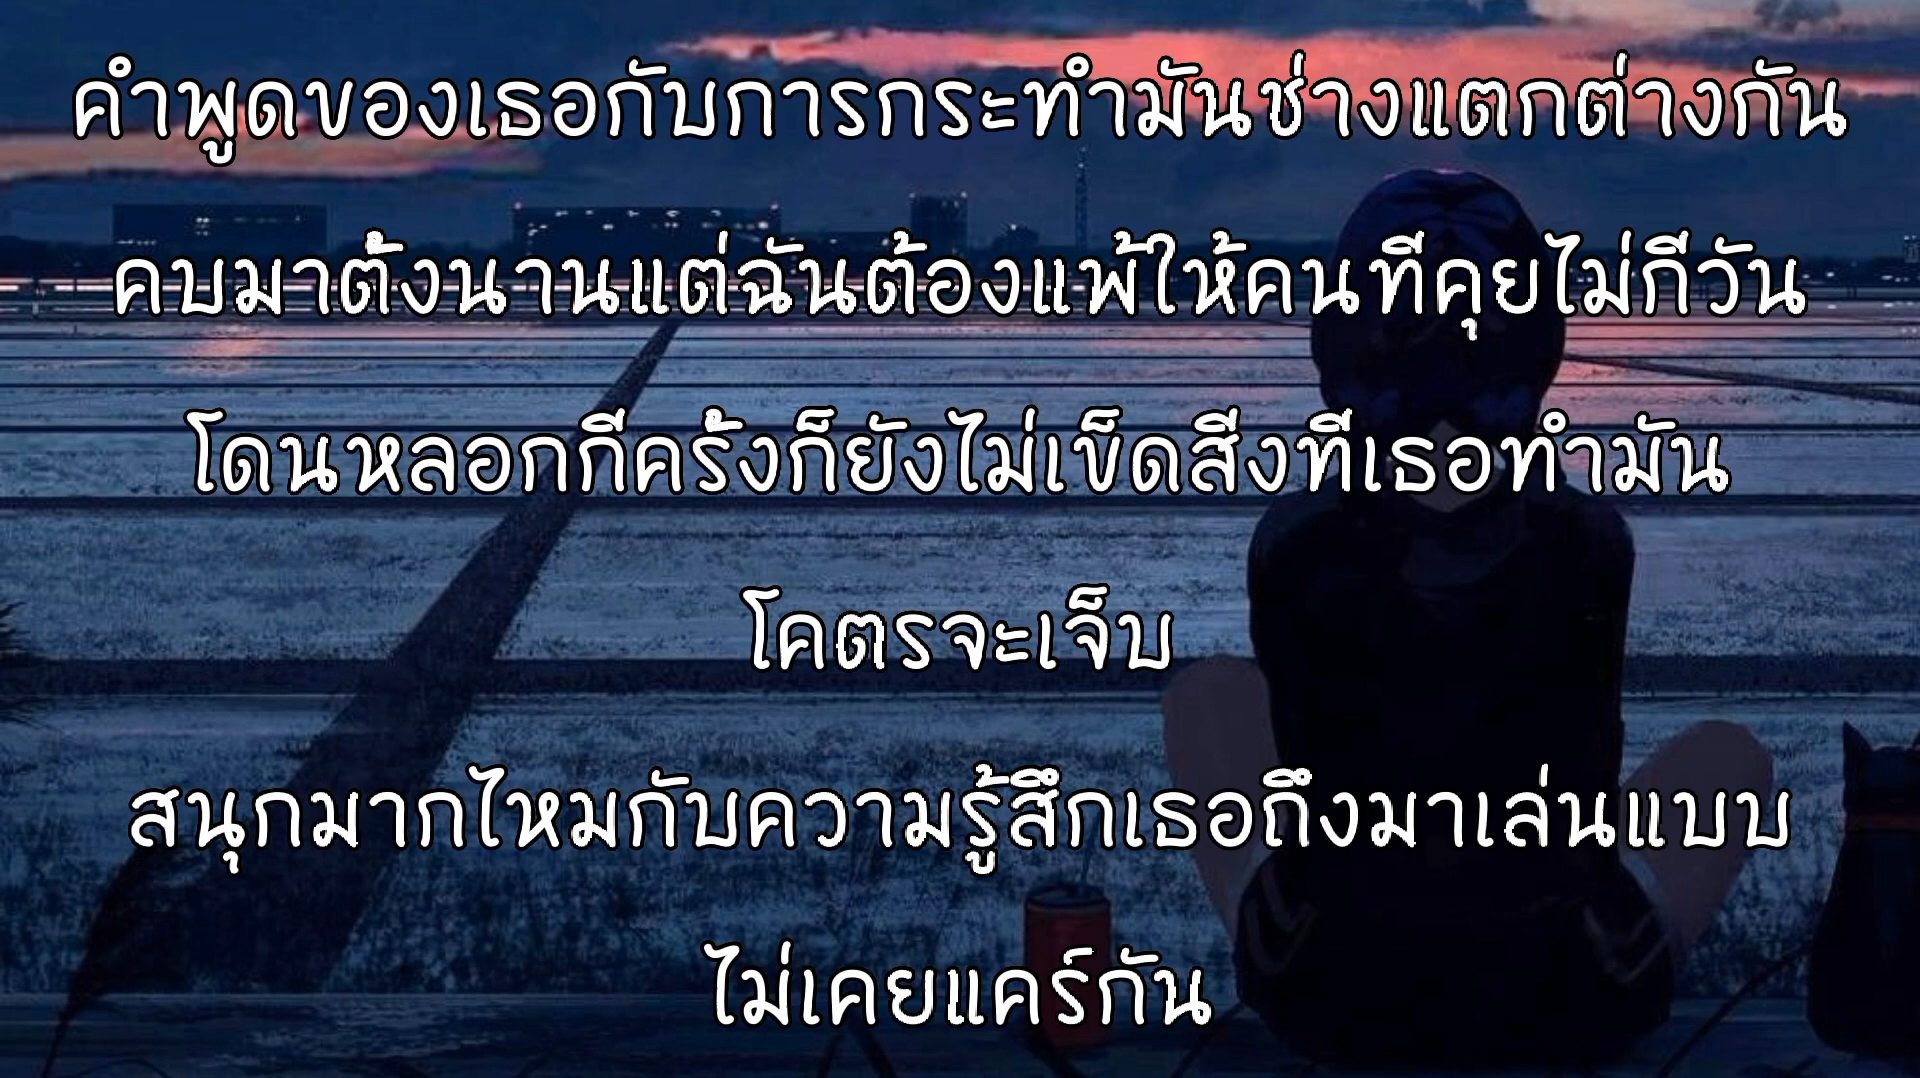 คำพูดของเธอกับการกระทำมันช่างแตกต่างกัน
คบมาตั้งนานแต่ฉันต้องแพ้ให้คนที่คุยไม่กี่วัน
โดนหลอกกี่ครั้งก็ยังไม่เข็ดสิ่งที่เธอทำมัน
โคตรจะเจ็บ
สนุกมากไหมกับความรู้สึกเธอถึงมาเล่นแบบ
ไม่เคยแคร์กัน